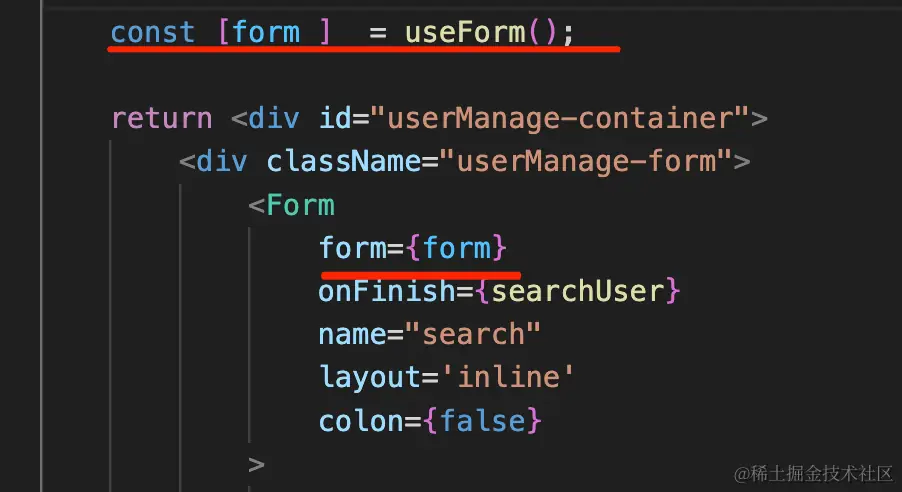 const [form ]  = useForm();
return <div id="userManage-container">
<div className="userManage-form">
<Form
form={form}
onFinish={searchUser}
name="search"
layout='inline'
colon={false}
>
@稀土掘金技术社区